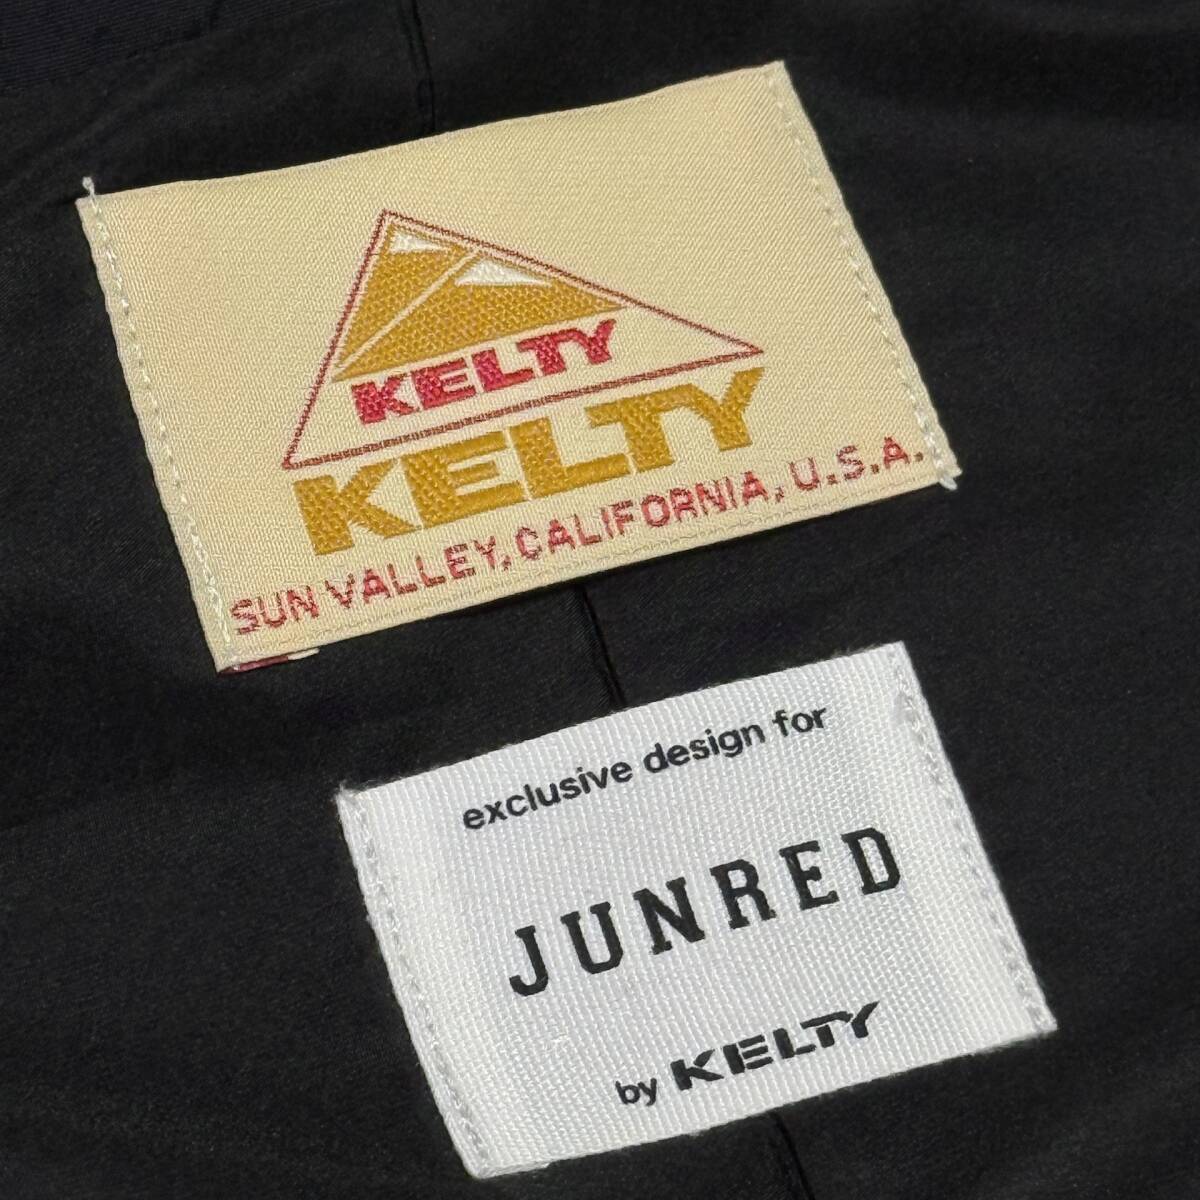 KELTY
KELTY
SUN VALLEY, CALIFORNIA, U.S.A.
exclusive design for
JUNRED
by KELTY